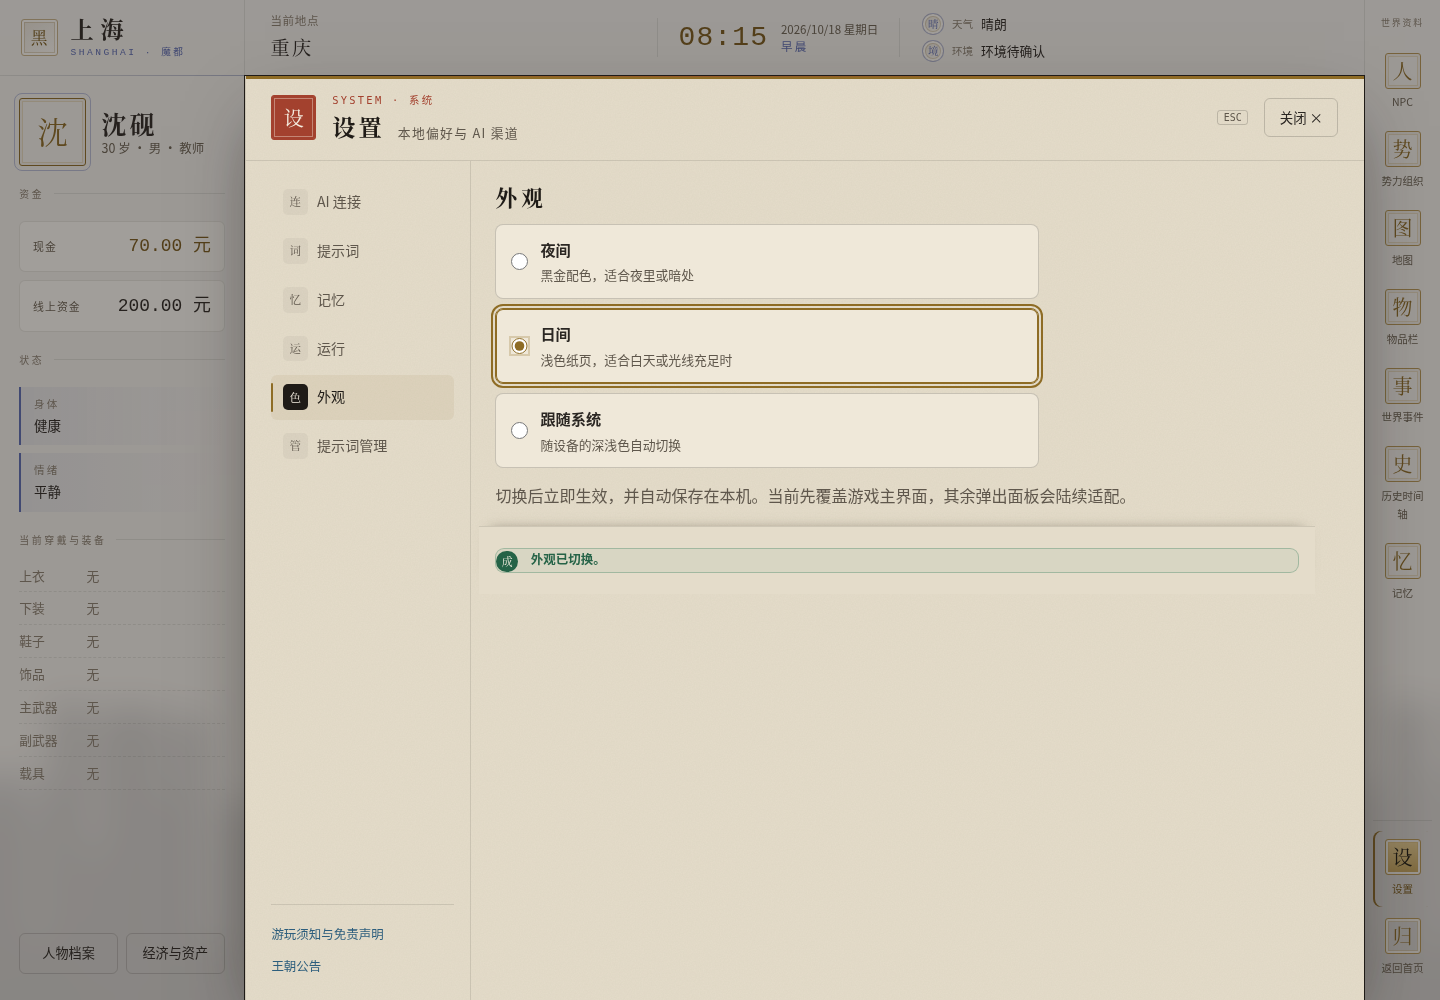 黑
上海
SHANGHAI · 魔都
当前地点
重庆
08:15
2026/10/18 星期日
早晨
晴 天气 晴朗
境 环境 环境待确认
沈
沈砚
30 岁 • 男 • 教师
资金
现金 70.00 元
线上资金 200.00 元
状态
身体
健康
情绪
平静
当前穿戴与装备
上衣 无
下装 无
鞋子 无
饰品 无
主武器 无
副武器 无
载具 无
人物档案
经济与资产
设
SYSTEM · 系统
设置 本地偏好与 AI 渠道
ESC
关闭 ×
连 AI 连接
词 提示词
忆 记忆
运 运行
色 外观
管 提示词管理
游玩须知与免责声明
王朝公告
外观
夜间
黑金配色，适合夜里或暗处
日间
浅色纸页，适合白天或光线充足时
跟随系统
随设备的深浅色自动切换
切换后立即生效，并自动保存在本机。当前先覆盖游戏主界面，其余弹出面板会陆续适配。
成 外观已切换。
世界资料
人
NPC
势
势力组织
图
地图
物
物品栏
事
世界事件
史
历史时间
轴
忆
记忆
设
设置
归
返回首页